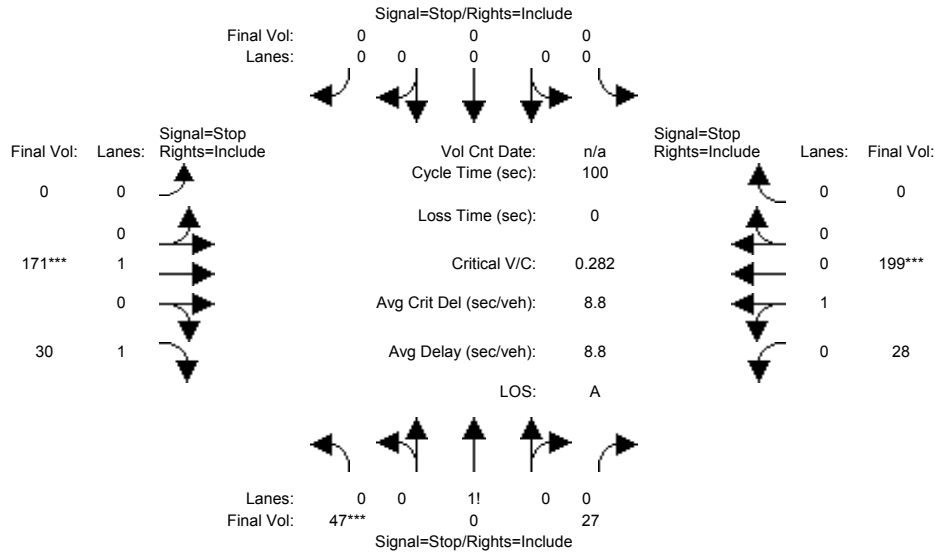 Signal=Stop/Rights=Include
Final Vol: 0 0 0
Lanes: 0 0 0 0 0
Signal=Stop
Final Vol: Lanes: Rights=Include
Vol Cnt Date: n/a
Signal=Stop
Rights=Include Lanes: Final Vol:
Cycle Time (sec): 100
0 0
0 0
Loss Time (sec): 0
0
0
171*** 1
Critical V/C: 0.282
0 199***
0
Avg Crit Del (sec/veh): 8.8
1
30 1
Avg Delay (sec/veh): 8.8
0 28
LOS: A
Lanes: 0 0 1! 0 0
Final Vol: 47*** 0 27
Signal=Stop/Rights=Include